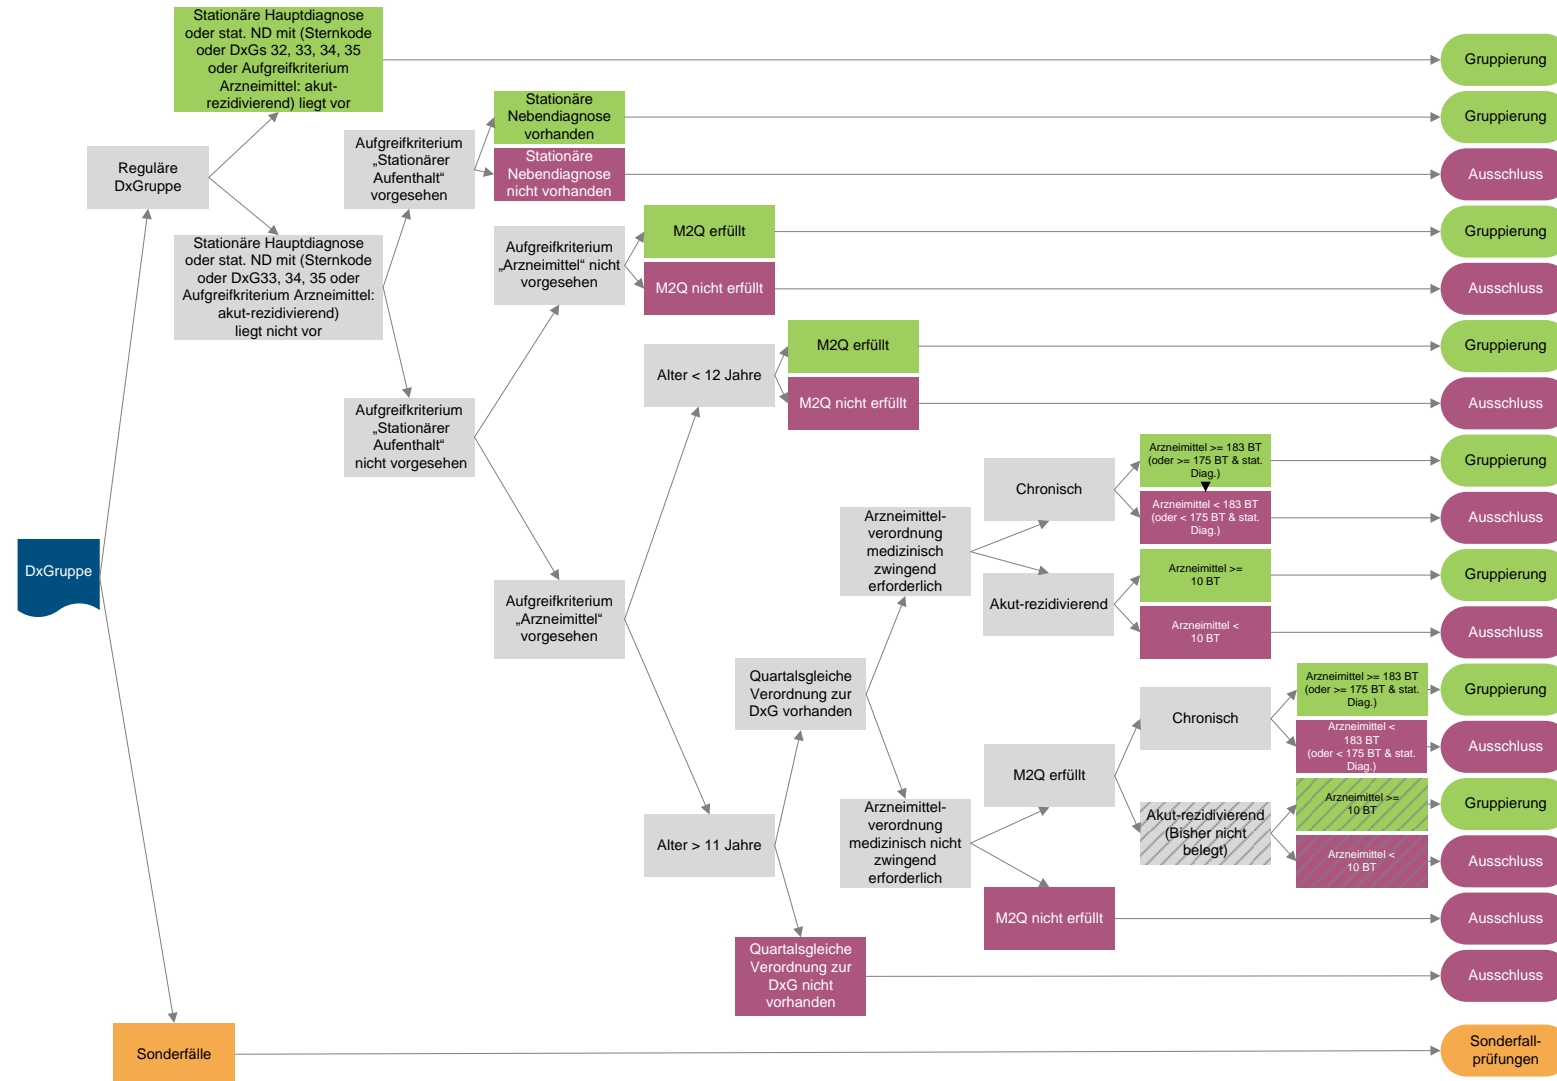 Stationäre Hauptdiagnose
oder stat. ND mit (Sternkode
oder DxGs 32, 33, 34, 35
oder Aufgreifkriterium
Arzneimittel: akut-
rezidivierend) liegt vor
Gruppierung
Stationäre
Nebendiagnose
vorhanden
Gruppierung
Aufgreifkriterium
„Stationärer
Aufenthalt“
vorgesehen
Reguläre
DxGruppe
Stationäre
Nebendiagnose
nicht vorhanden
Ausschluss
Stationäre Hauptdiagnose
oder stat. ND mit (Sternkode
oder DxG33, 34, 35 oder
Aufgreifkriterium Arzneimittel:
akut-rezidivierend)
liegt nicht vor
Aufgreifkriterium
„Arzneimittel“ nicht
vorgesehen
M2Q erfüllt
Gruppierung
M2Q nicht erfüllt
Ausschluss
Alter < 12 Jahre
M2Q erfüllt
Gruppierung
M2Q nicht erfüllt
Ausschluss
Aufgreifkriterium
„Stationärer
Aufenthalt“
nicht vorgesehen
Chronisch
Arzneimittel >= 183 BT
(oder >= 175 BT & stat.
Diag.)
Gruppierung
Arzneimittel < 183 BT
(oder < 175 BT & stat.
Diag.)
Ausschluss
Arzneimittel-
verordnung
medizinisch
zwingend
erforderlich
DxGruppe
Aufgreifkriterium
„Arzneimittel“
vorgesehen
Akut-rezidivierend
Arzneimittel >=
10 BT
Gruppierung
Arzneimittel <
10 BT
Ausschluss
Quartalsgleiche
Verordnung zur
DxG vorhanden
Chronisch
Arzneimittel >= 183 BT
(oder >= 175 BT & stat.
Diag.)
Gruppierung
Arzneimittel <
183 BT
(oder < 175 BT & stat.
Diag.)
Ausschluss
M2Q erfüllt
Akut-rezidivierend
(Bisher nicht
belegt)
Arzneimittel >=
10 BT
Gruppierung
Arzneimittel <
10 BT
Ausschluss
Alter > 11 Jahre
Arzneimittel-
verordnung
medizinisch nicht
zwingend
erforderlich
M2Q nicht erfüllt
Ausschluss
Quartalsgleiche
Verordnung zur
DxG nicht
vorhanden
Ausschluss
Sonderfälle
Sonderfall-
prüfungen